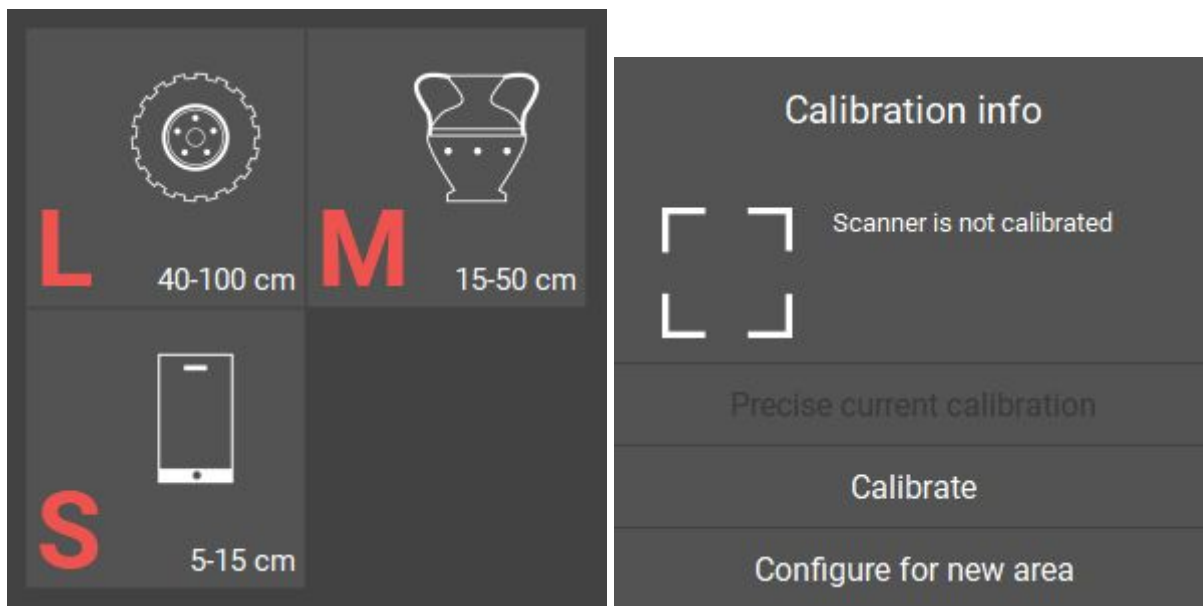 L
40-100 cm
M
15-50 cm
S
5-15 cm
Calibration info
Scanner is not calibrated
Precise current calibration
Calibrate
Configure for new area